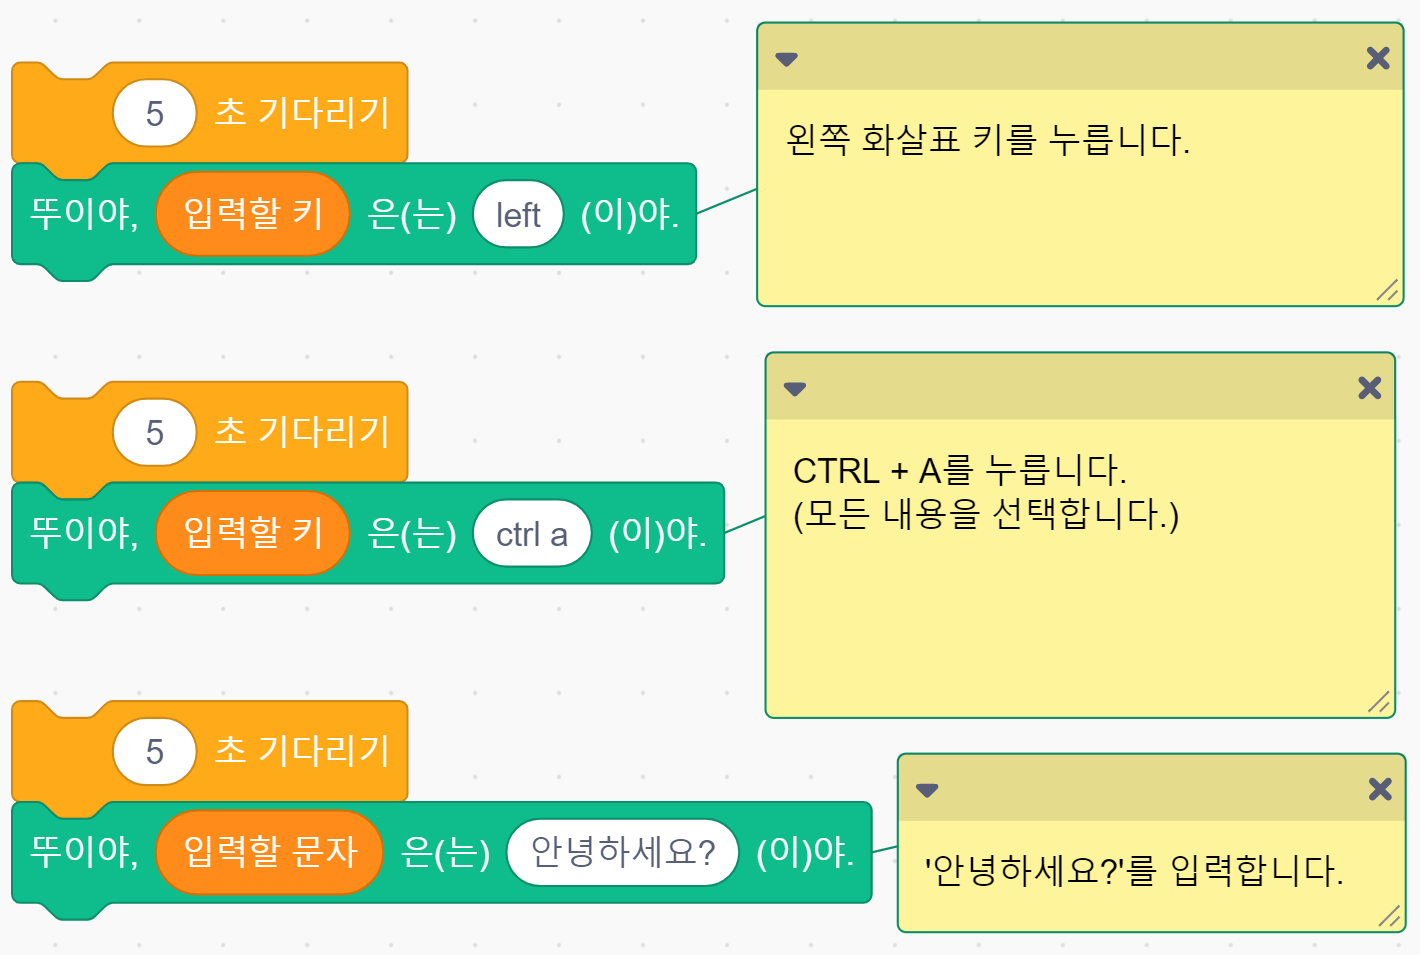 5 초 기다리기
뚜이야, 입력할 키 은(는) left (이)야.
왼쪽 화살표 키를 누릅니다.
5 초 기다리기
뚜이야, 입력할 키 은(는) ctrl a (이)야.
CTRL + A를 누릅니다.
(모든 내용을 선택합니다.)
5 초 기다리기
뚜이야, 입력할 문자 은(는) 안녕하세요? (이)야.
'안녕하세요?'를 입력합니다.